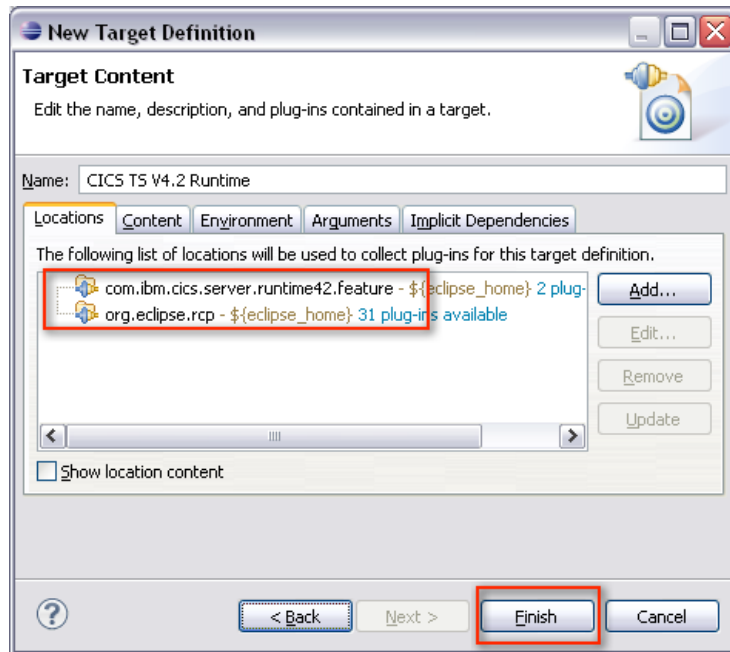 New Target Definition
Target Content
Edit the name, description, and plug-ins contained in a target.
Name: CICS TS V4.2 Runtime
Locations Content Environment Arguments Implicit Dependencies
The following list of locations will be used to collect plug-ins for this target definition.
com.ibm.cics.server.runtime42.feature - ${eclipse_home} 2 plug-
Add...
org.eclipse.rcp - ${eclipse_home} 31 plug-ins available
Edit...
Remove
Update
Show location content
? < Back Next > Finish Cancel